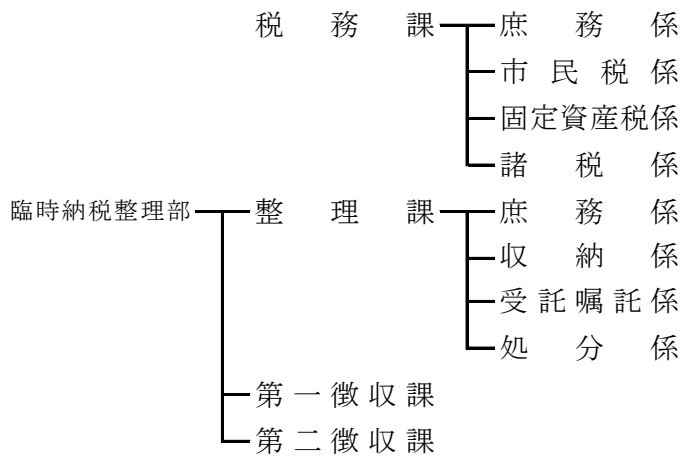 税務課 庶務係
市民税係
固定資産税係
諸税係
臨時納税整理部 整理課 庶務係
収納係
受託嘱託係
処分係
第一徴収課
第二徴収課